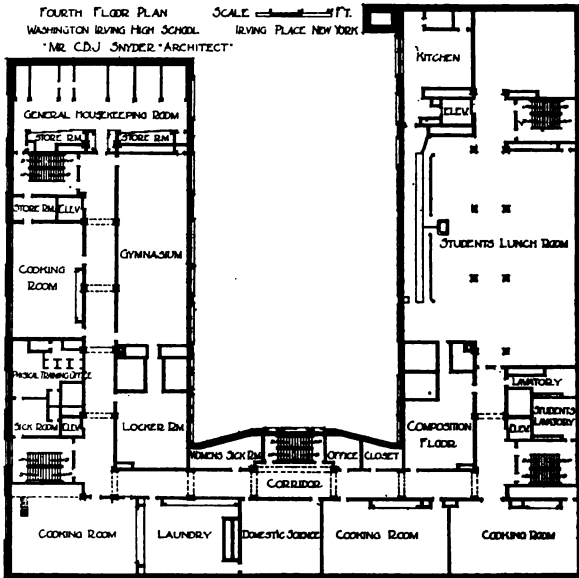 FOURTH FLOOR PLAN
SCALE FT.
WASHINGTON IRVING HIGH SCHOOL
IRVING PLACE NEW YORK
"MR C.B.J SNYDER "ARCHITECT"
KITCHEN
GENERAL HOUSEKEEPING ROOM
ELEV
STORE RM.
STORE RM.
STORE RM.
ELEV
GYMNASIUM
STUDENTS LUNCH ROOM
COOKING
ROOM
PHYSICAL TRAINING OFFICE
LAVATORY
STUDENTS
LAVATORY
SICK ROOM
ELEV
LOCKER RM
COMPOSITION
FLOOR
ELEV
WOMENS SICK RM.
OFFICE
CLOSET
CORRIDOR
COOKING ROOM
LAUNDRY
DOMESTIC SCIENCE
COOKING ROOM
COOKING ROOM